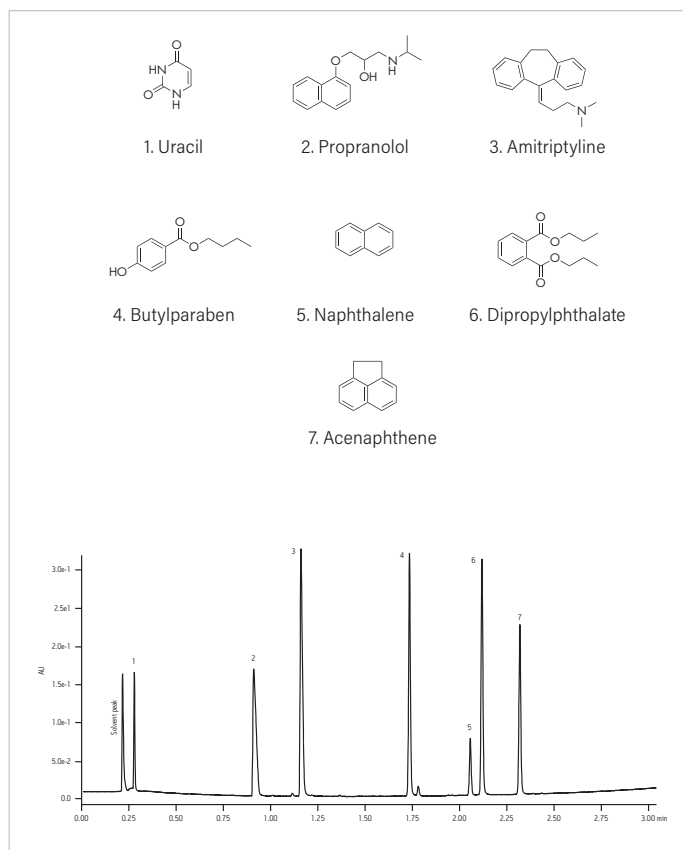 O
HN
O
N
H
O
OH
N
H
N
1. Uracil
2. Propranolol
3. Amitriptyline
O
O
HO
O
O
O
O
4. Butylparaben
5. Naphthalene
6. Dipropylphthalate
7. Acenaphthene
3
4
6
7
1
2
5
Solvent peak
AU
3.0e-1
2.5e1
2.0e-1
1.5e-1
1.0e-1
5.0e-2
0.0
0.00 0.25 0.50 0.75 1.00 1.25 1.50 1.75 2.00 2.25 2.50 2.75 3.00 min